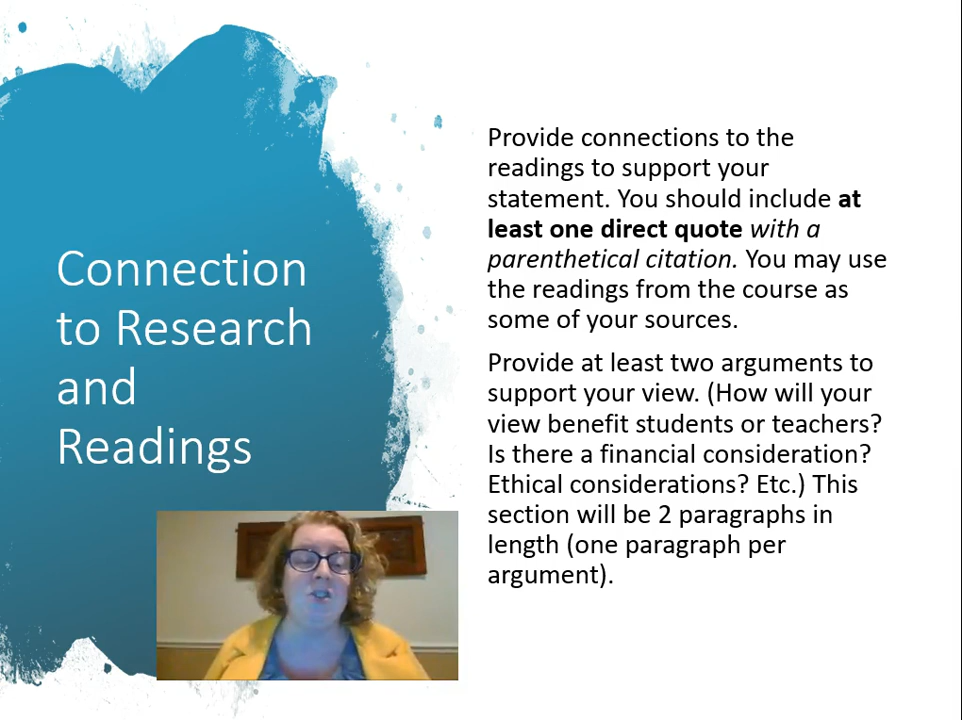 Connection
to Research
and
Readings
Provide connections to the
readings to support your
statement. You should include at
least one direct quote with a
parenthetical citation. You may use
the readings from the course as
some of your sources.
Provide at least two arguments to
support your view. (How will your
view benefit students or teachers?
Is there a financial consideration?
Ethical considerations? Etc.) This
section will be 2 paragraphs in
length (one paragraph per
argument).